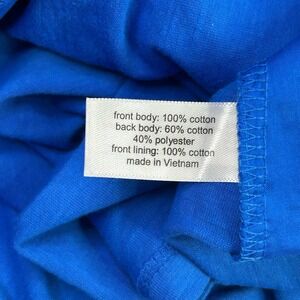 front body: 100% cotton
back body: 60% cotton
40% polyester
front lining: 100% cotton
made in Vietnam